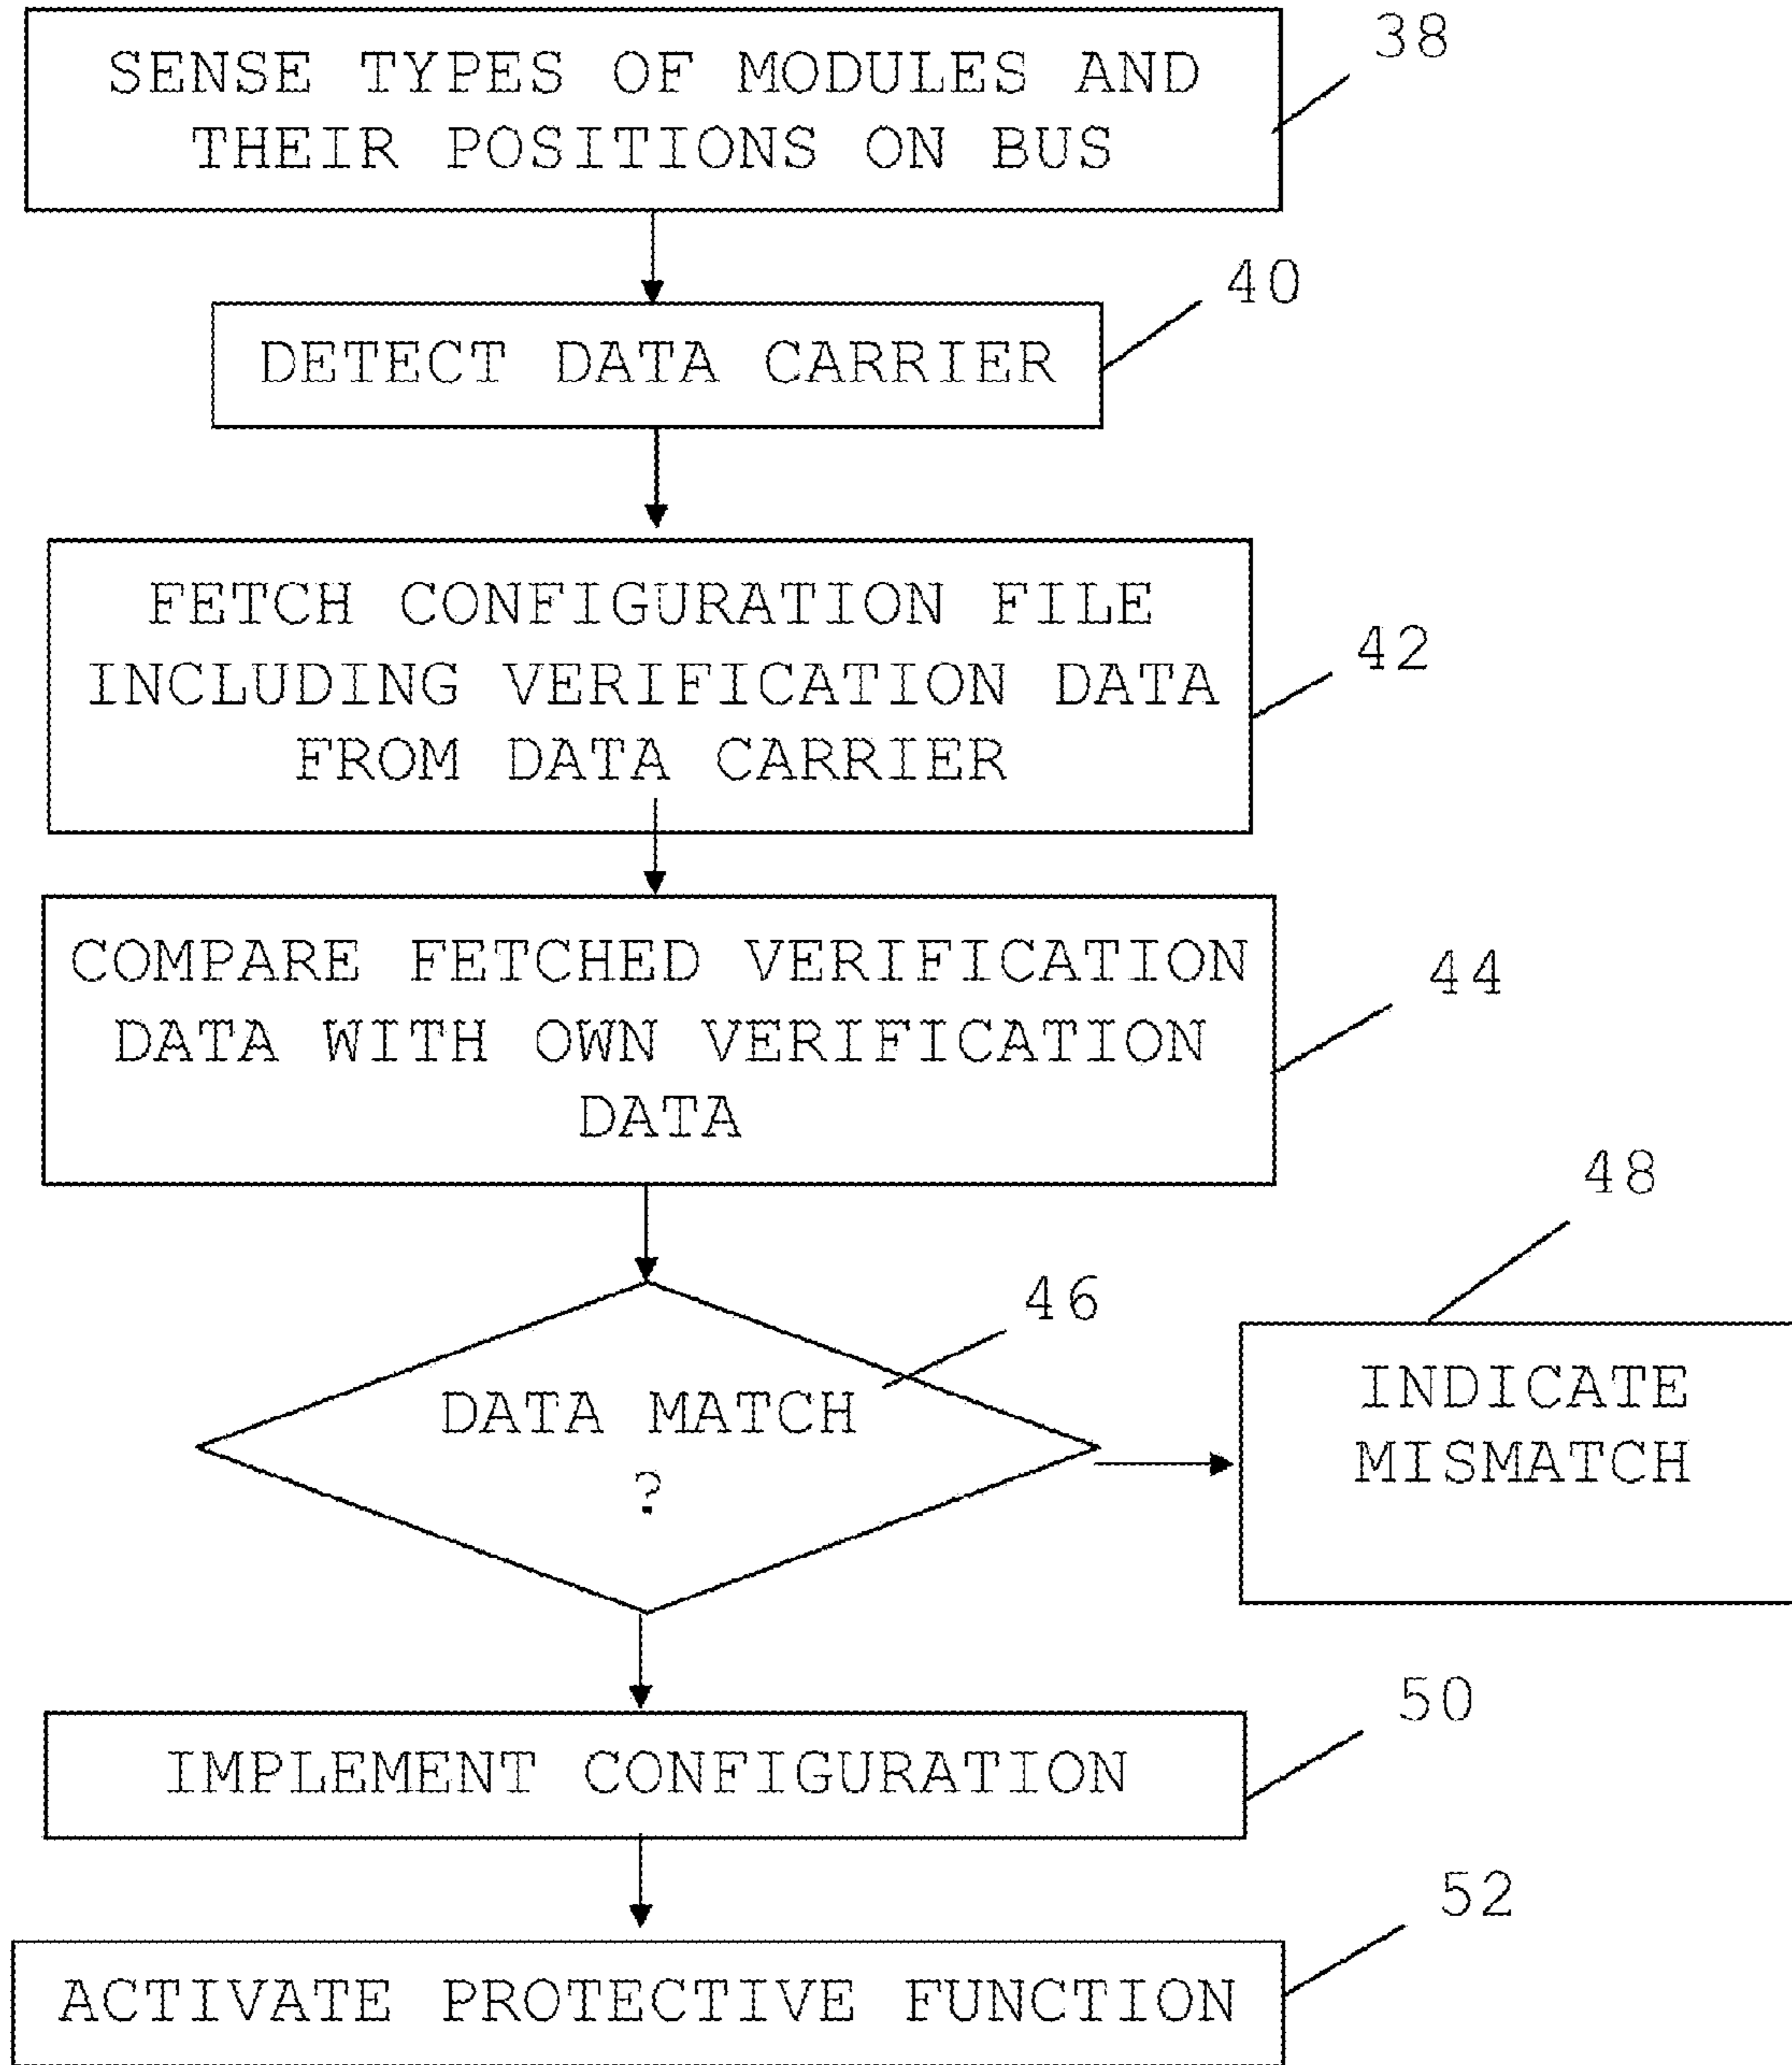 38
SENSE TYPES OF MODULES AND
THEIR POSITIONS ON BUS
40
DETECT DATA CARRIER
FETCH CONFIGURATION FILE
INCLUDING VERIFICATION DATA
FROM DATA CARRIER
42
COMPARE FETCHED VERIFICATION
DATA WITH OWN VERIFICATION
DATA
44
46
DATA MATCH
?
48
INDICATE
MISMATCH
50
IMPLEMENT CONFIGURATION
52
ACTIVATE PROTECTIVE FUNCTION